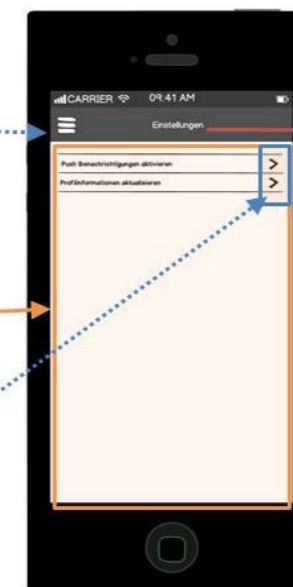 CARRIER 09:41 AM
Einstellungen
Push Benachrichtigungen aktivieren
Profilinformationen aktualisieren